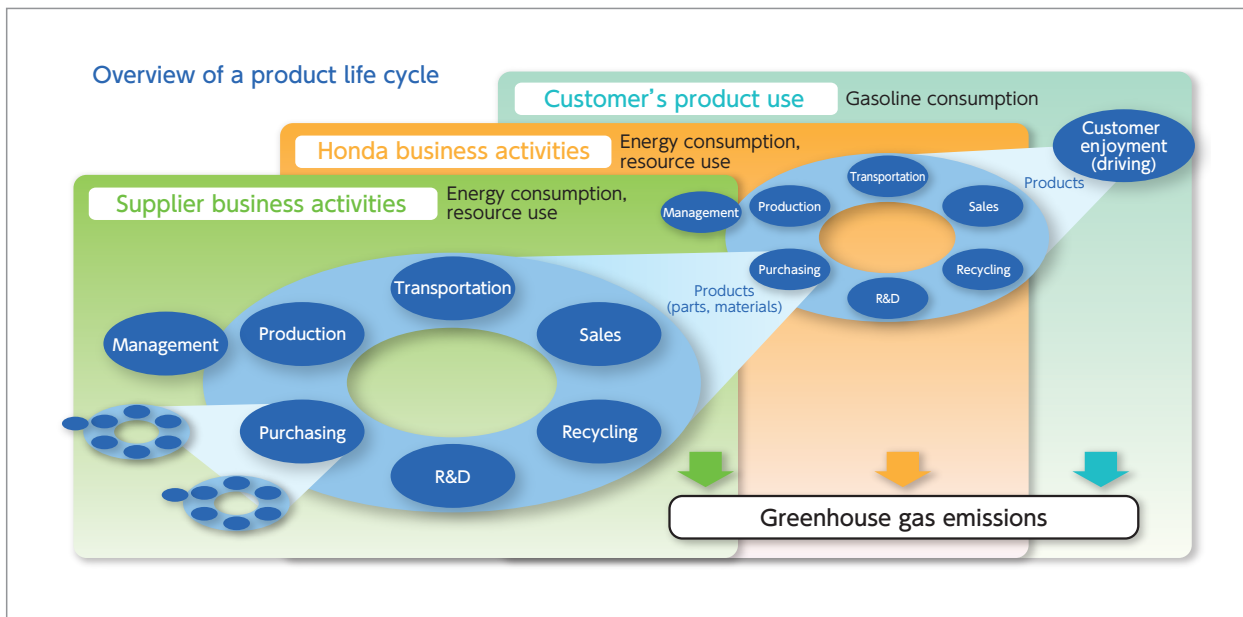 Overview of a product life cycle
Customer's product use
Gasoline consumption
Customer
enjoyment
(driving)
Honda business activities
Energy consumption,
resource use
Transportation
Products
Management
Production
Sales
Purchasing
Recycling
R&D
Supplier business activities
Energy consumption,
resource use
Transportation
Products
(parts, materials)
Management
Production
Sales
Purchasing
Recycling
R&D
Greenhouse gas emissions